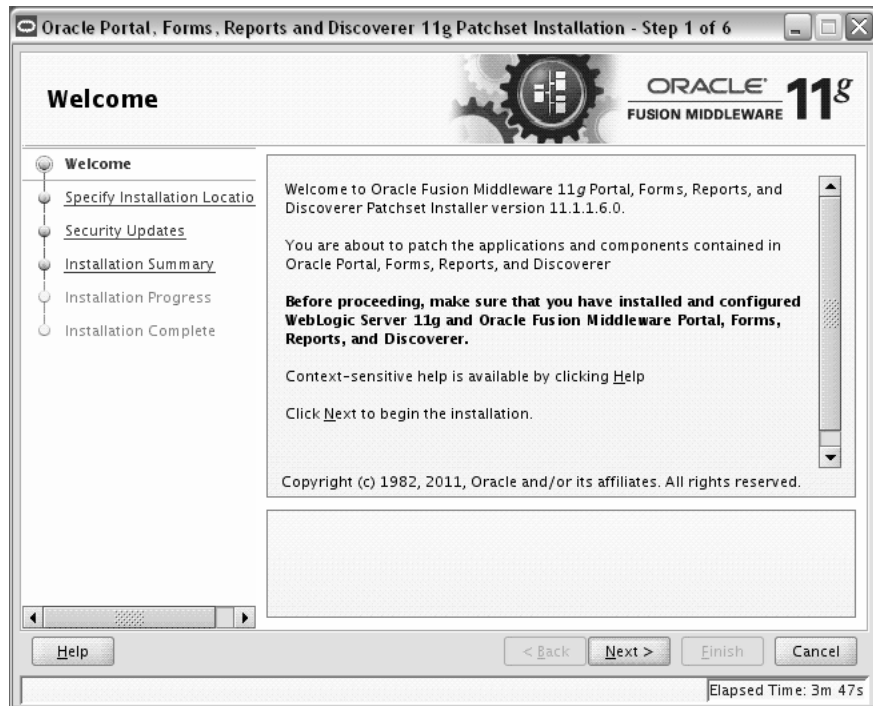 Oracle Portal, Forms, Reports and Discoverer 11g Patchset Installation - Step 1 of 6
Welcome
ORACLE
FUSION MIDDLEWARE 11g
Welcome
Specify Installation Locatio
Security Updates
Installation Summary
Installation Progress
Installation Complete
Welcome to Oracle Fusion Middleware 11g Portal, Forms, Reports, and
Discoverer Patchset Installer version 11.1.1.6.0.
You are about to patch the applications and components contained in
Oracle Portal, Forms, Reports, and Discoverer
Before proceeding, make sure that you have installed and configured
WebLogic Server 11g and Oracle Fusion Middleware Portal, Forms,
Reports, and Discoverer.
Context-sensitive help is available by clicking Help
Click Next to begin the installation.
Copyright (c) 1982, 2011, Oracle and/or its affiliates. All rights reserved.
Help
< Back Next > Finish Cancel
Elapsed Time: 3m 47s